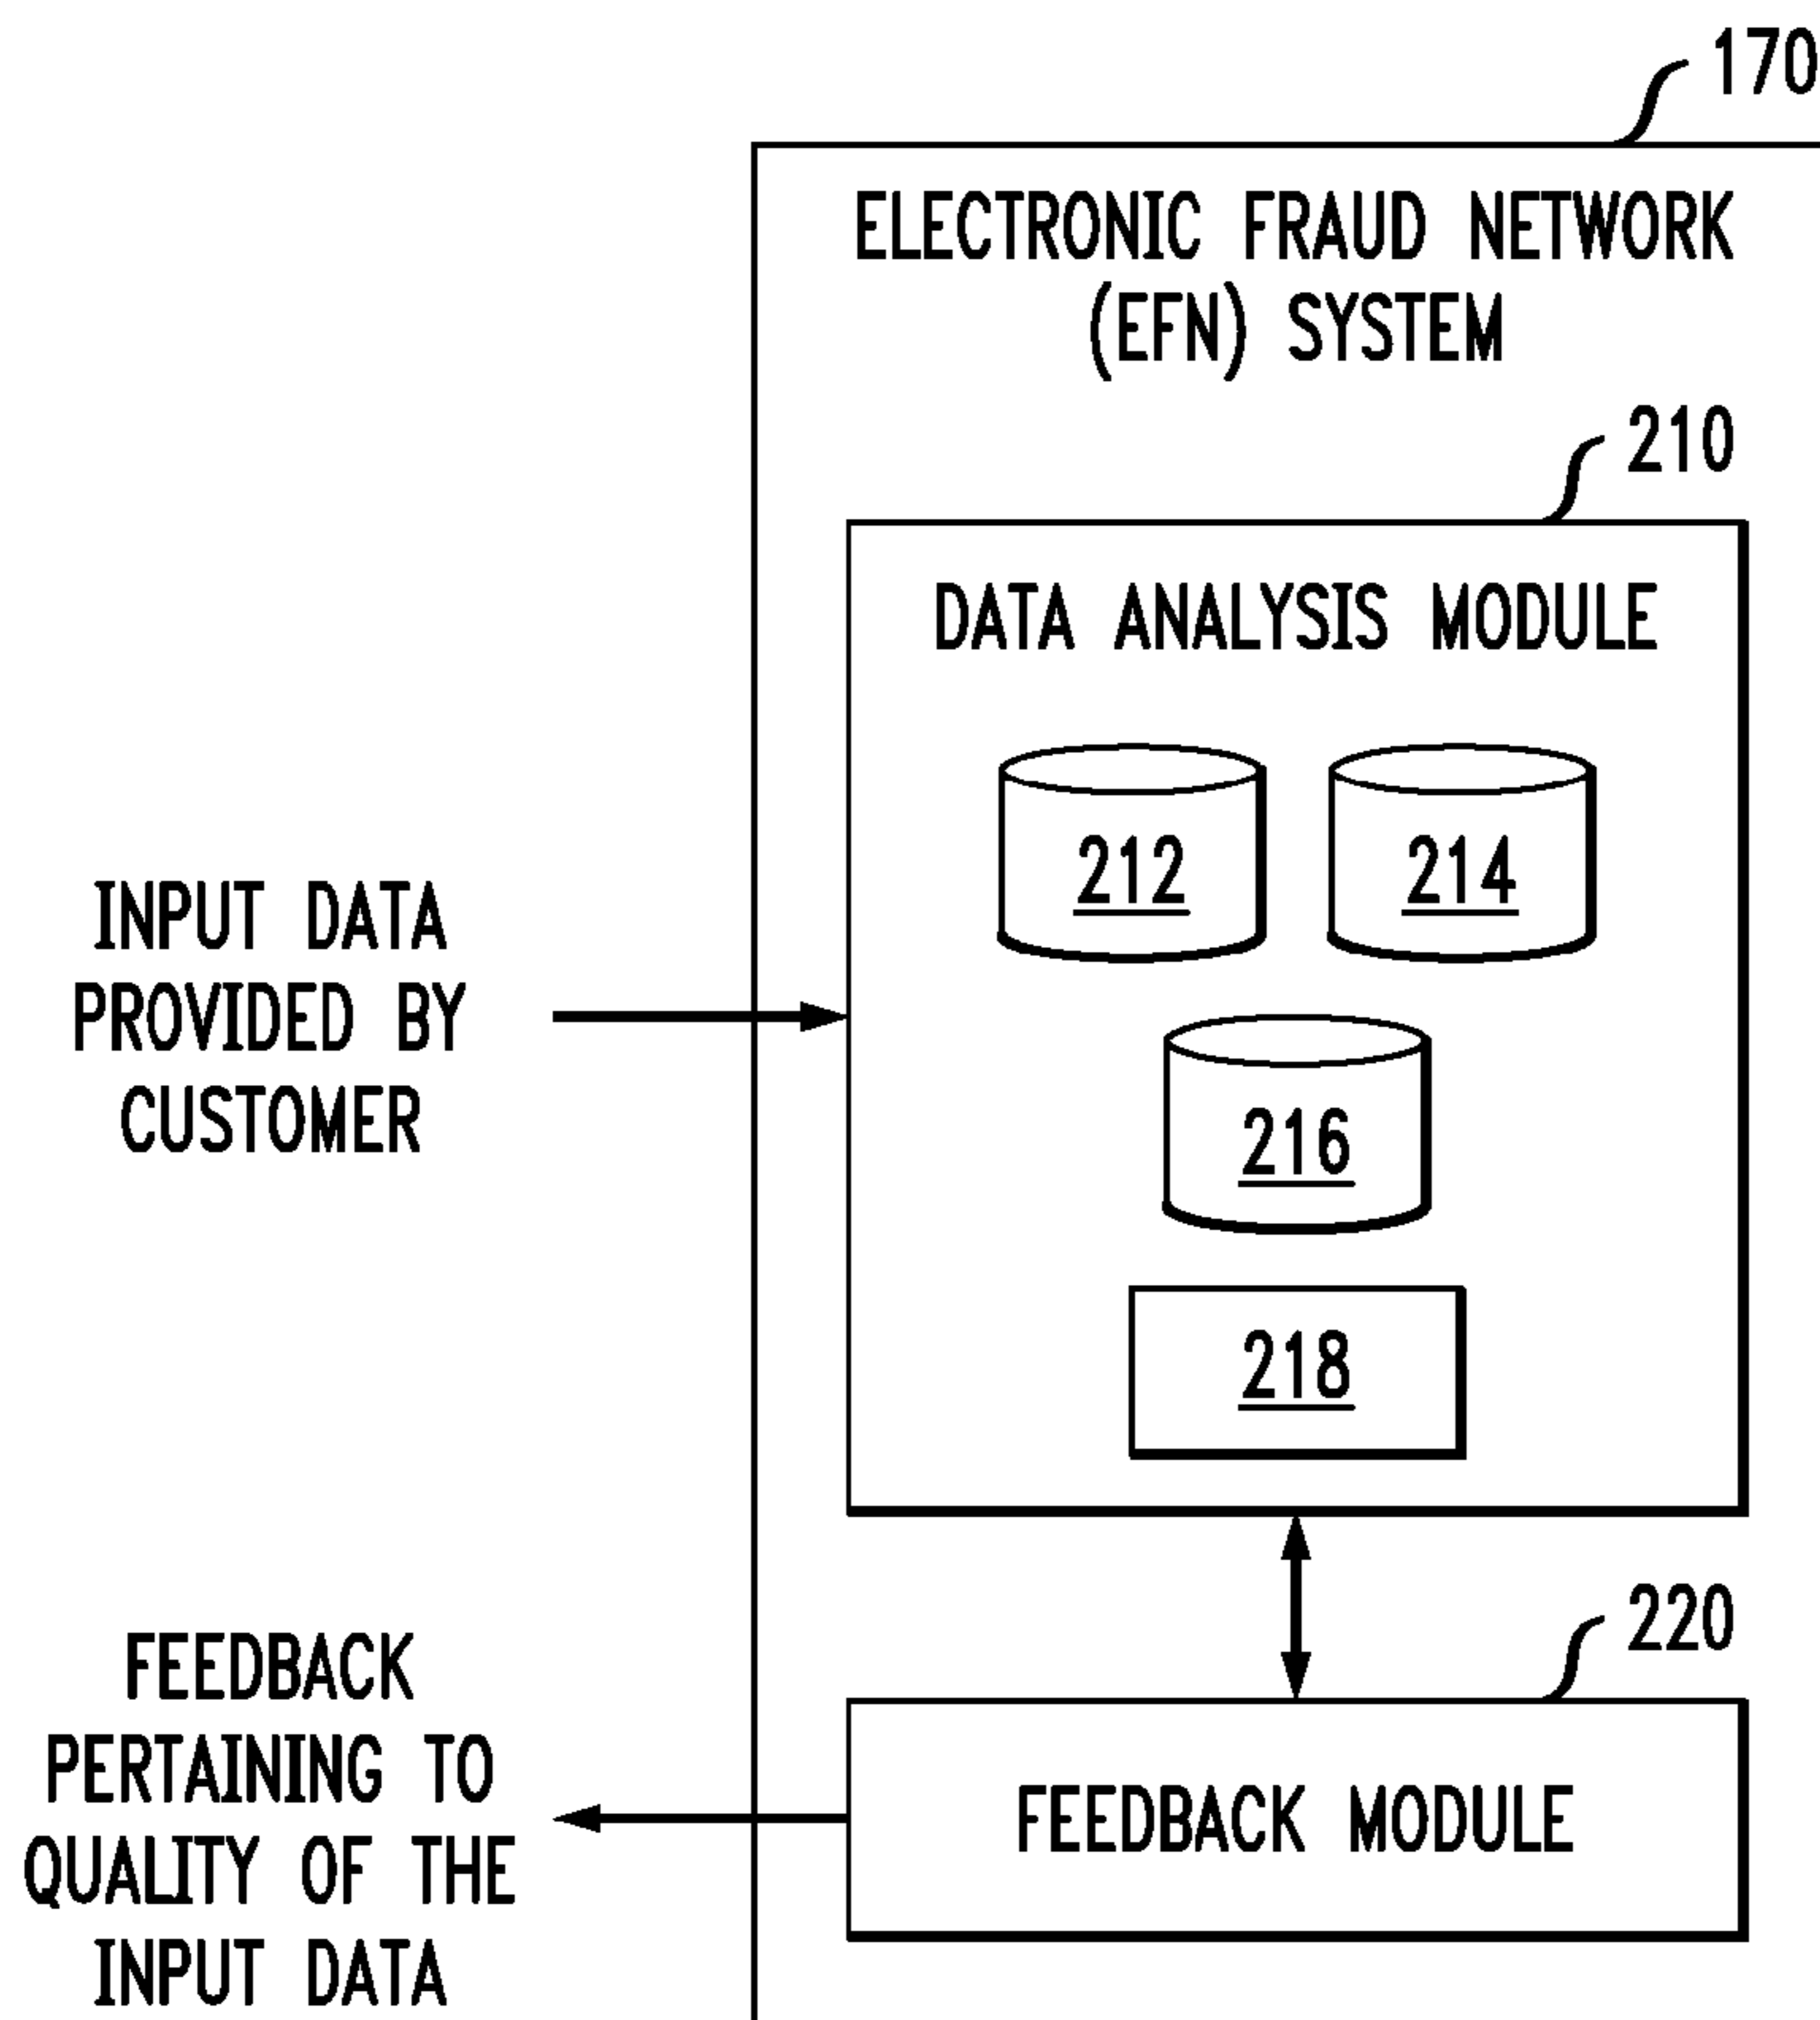 170
ELECTRONIC FRAUD NETWORK
(EFN) SYSTEM
210
DATA ANALYSIS MODULE
212
214
INPUT DATA
PROVIDED BY
CUSTOMER
216
218
220
FEEDBACK
PERTAINING TO
QUALITY OF THE
INPUT DATA
FEEDBACK MODULE